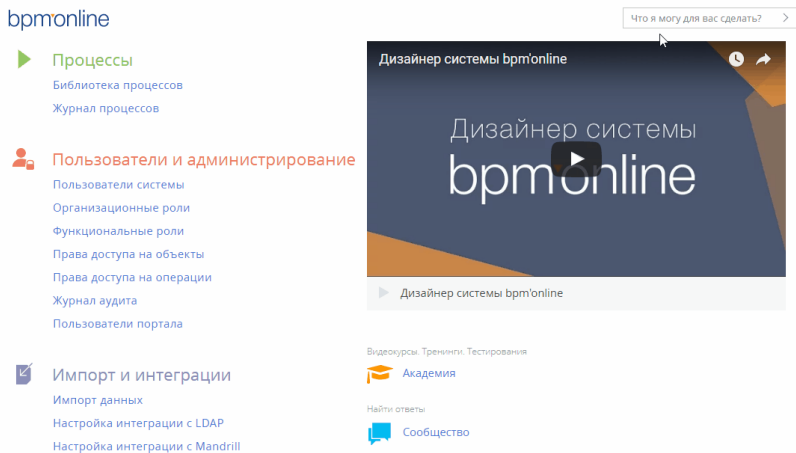 bpm'online
Что я могу для вас сделать?
Процессы
Библиотека процессов
Журнал процессов
Пользователи и администрирование
Пользователи системы
Организационные роли
Функциональные роли
Права доступа на объекты
Права доступа на операции
Журнал аудита
Пользователи портала
Импорт и интеграции
Импорт данных
Настройка интеграции с LDAP
Настройка интеграции с Mandrill
Дизайнер системы bpm'online
Дизайнер системы
bpm'online
Дизайнер системы bpm'online
Видеокурсы. Тренинги. Тестирования
Академия
Найти ответы
Сообщество